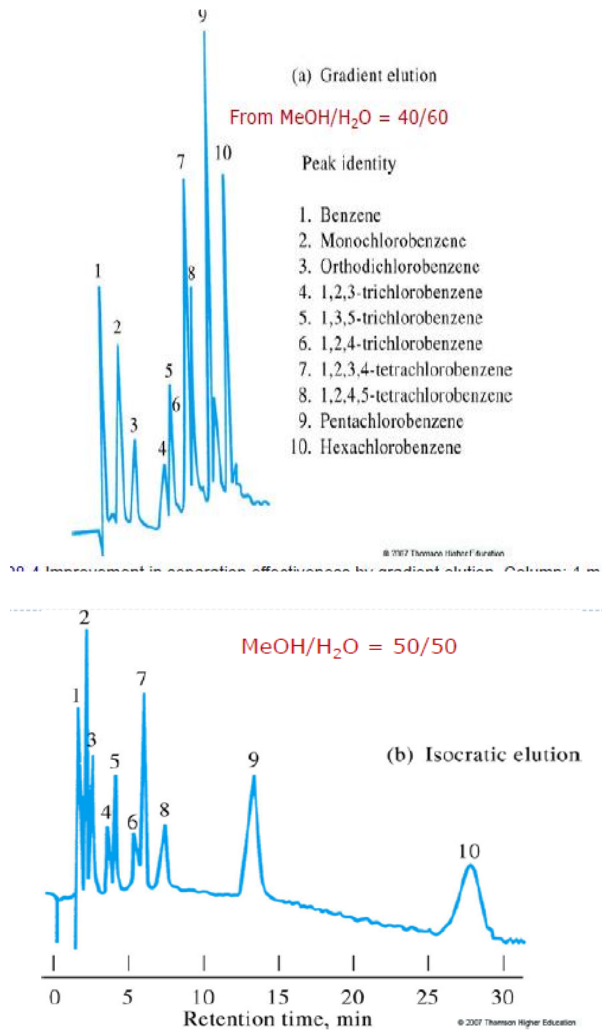 9
(a) Gradient elution
From MeOH/H₂O = 40/60
7
10
Peak identity
1
8
2
5
6
3
4
1. Benzene
2. Monochlorobenzene
3. Orthodichlorobenzene
4. 1,2,3-trichlorobenzene
5. 1,3,5-trichlorobenzene
6. 1,2,4-trichlorobenzene
7. 1,2,3,4-tetrachlorobenzene
8. 1,2,4,5-tetrachlorobenzene
9. Pentachlorobenzene
10. Hexachlorobenzene
© 2007 Thomson Higher Education
28-4 Improvement in separation effectiveness by gradient elution. Column: 1 m
MeOH/H₂O = 50/50
2
1
3
4
5
6
7
8
9
10
(b) Isocratic elution
0 5 10 15 20 25 30
Retention time, min
© 2007 Thomson Higher Education